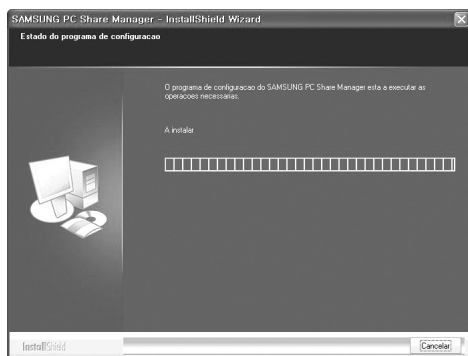 SAMSUNG PC Share Manager - InstallShield Wizard
Estado do programa de configuracao
O programa de configuracao do SAMSUNG PC Share Manager esta a executar as
operacoes necessarias.
A instalar
InstallShield
Cancelar